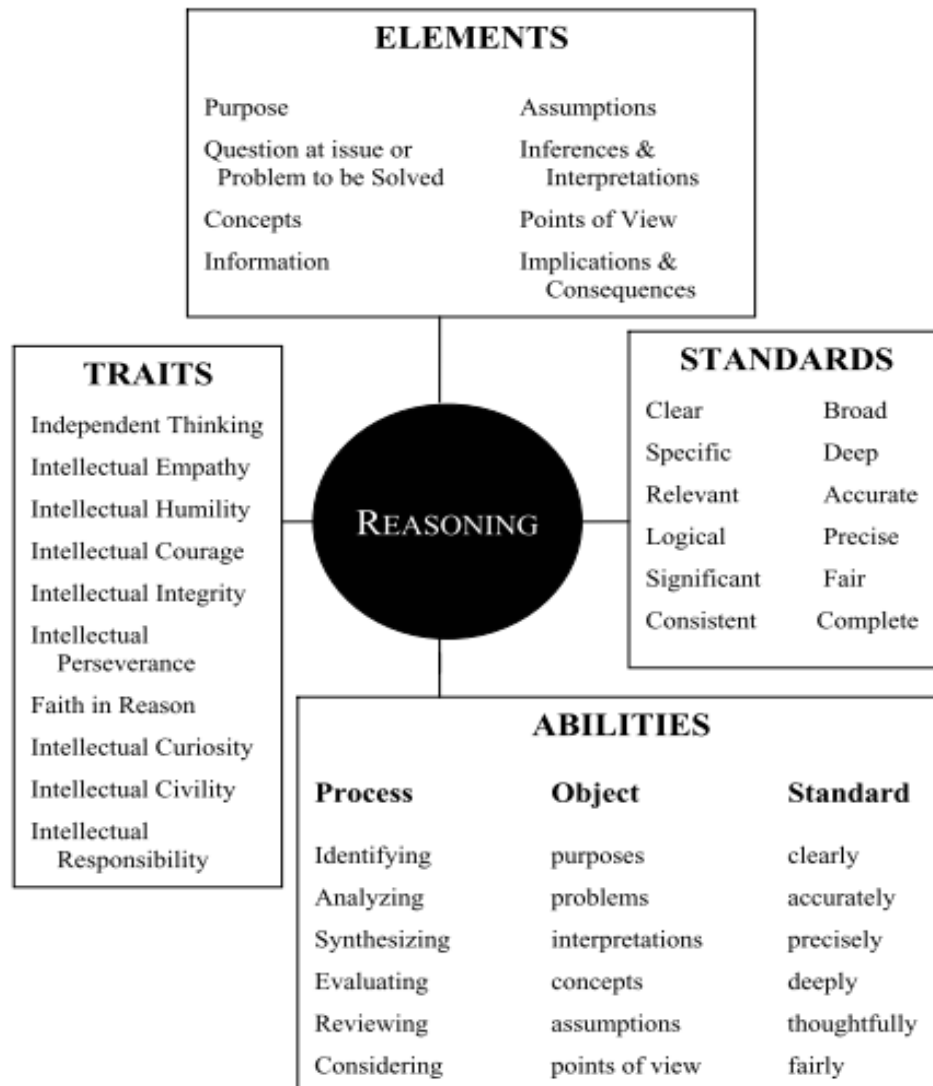 ELEMENTS
Purpose
Question at issue or
Problem to be Solved
Concepts
Information
Assumptions
Inferences &
Interpretations
Points of View
Implications &
Consequences
TRAITS
Independent Thinking
Intellectual Empathy
Intellectual Humility
Intellectual Courage
Intellectual Integrity
Intellectual
Perseverance
Faith in Reason
Intellectual Curiosity
Intellectual Civility
Intellectual
Responsibility
REASONING
STANDARDS
Clear Broad
Specific Deep
Relevant Accurate
Logical Precise
Significant Fair
Consistent Complete
ABILITIES
Process Object Standard
Identifying purposes clearly
Analyzing problems accurately
Synthesizing interpretations precisely
Evaluating concepts deeply
Reviewing assumptions thoughtfully
Considering points of view fairly